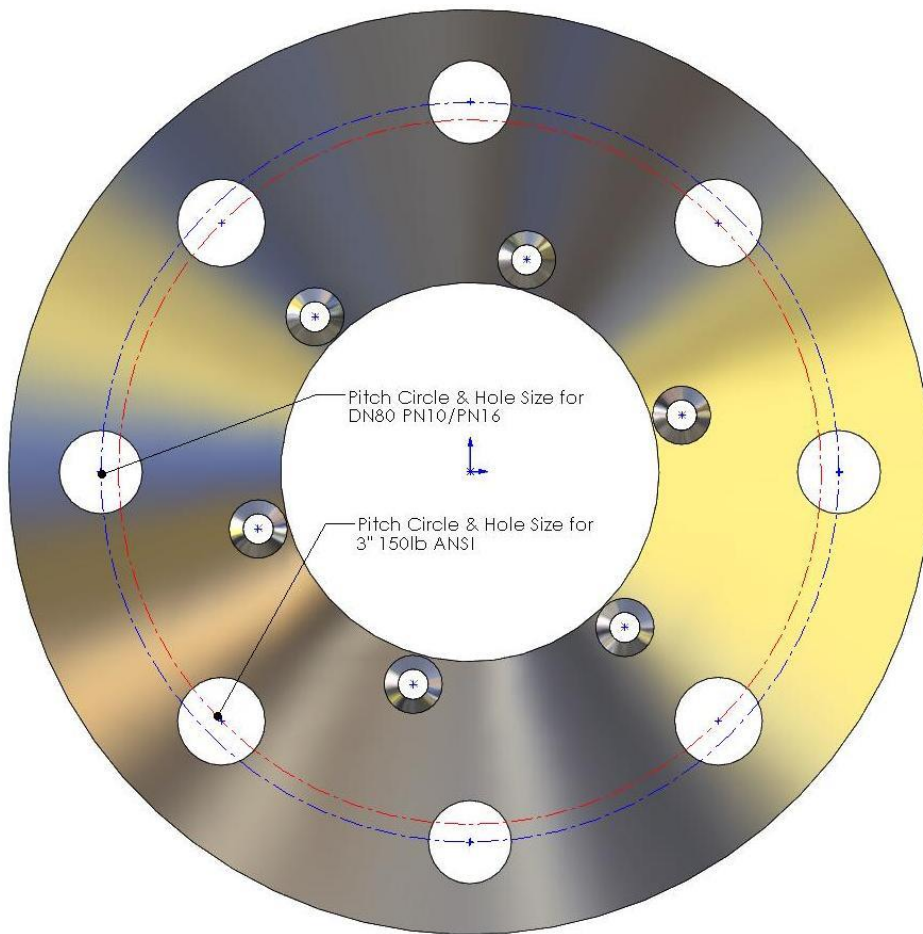 Pitch Circle & Hole Size for
DN80 PN10/PN16
Pitch Circle & Hole Size for
3" 150lb ANSI